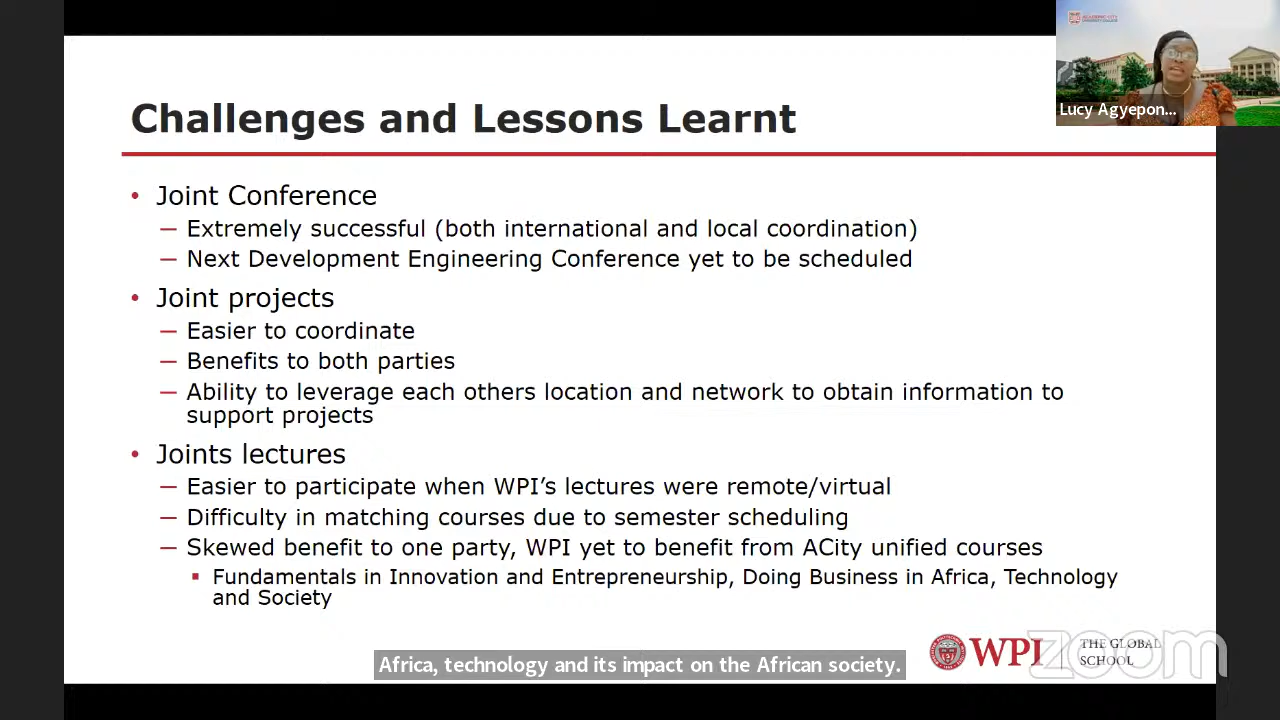 Challenges and Lessons Learnt
• Joint Conference
— Extremely successful (both international and local coordination)
— Next Development Engineering Conference yet to be scheduled
• Joint projects
— Easier to coordinate
— Benefits to both parties
— Ability to leverage each others location and network to obtain information to
support projects
• Joints lectures
— Easier to participate when WPI’s lectures were remote/virtual
— Difficulty in matching courses due to semester scheduling
— Skewed benefit to one party, WPI yet to benefit from ACity unified courses
▪ Fundamentals in Innovation and Entrepreneurship, Doing Business in Africa, Technology
and Society
Lucy Agyepon...
WPI
THE GLOBAL
SCHOOL
zoom
Africa, technology and its impact on the African society.